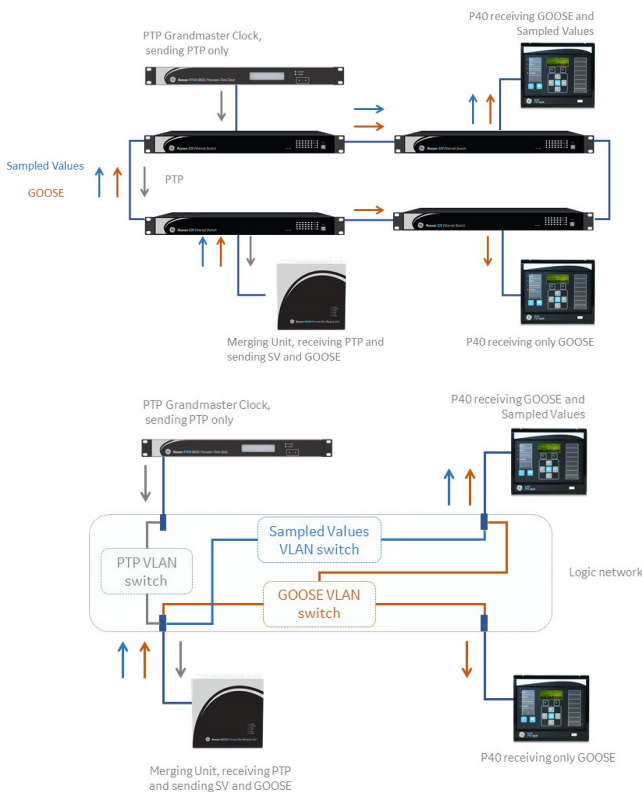 PTP Grandmaster Clock,
sending PTP only
P40 receiving GOOSE and
Sampled Values
Sampled Values
GOOSE
PTP
Merging Unit, receiving PTP and
sending SV and GOOSE
P40 receiving only GOOSE
PTP Grandmaster Clock,
sending PTP only
P40 receiving GOOSE and
Sampled Values
Sampled Values
VLAN switch
PTP VLAN
switch
GOOSE VLAN
switch
Logic network
Merging Unit, receiving PTP
and sending SV and GOOSE
P40 receiving only GOOSE